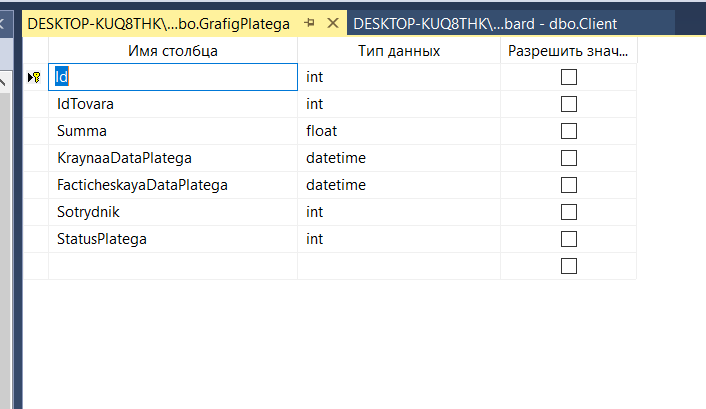 DESKTOP-KUQ8THK\...bo.GrafigPlatega DESKTOP-KUQ8THK\...bard - dbo.Client
Имя столбца Тип данных Разрешить знач...
Id int
IdTovara int
Summa float
KraynaaDataPlatega datetime
FacticheskayaDataPlatega datetime
Sotrydnik int
StatusPlatega int